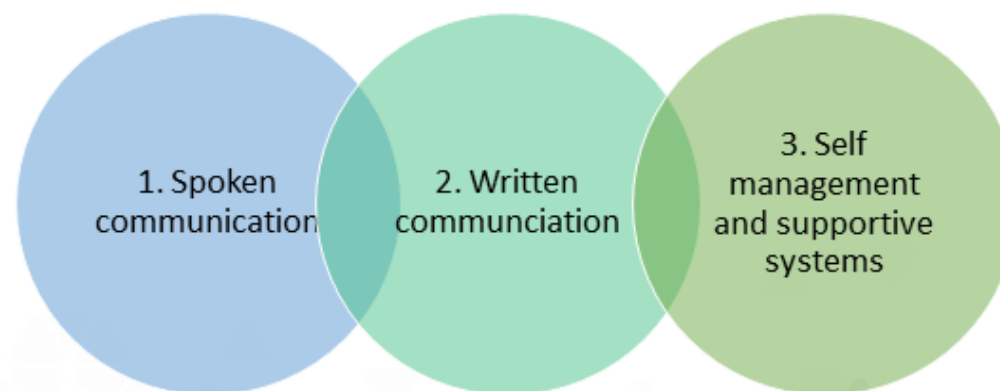 1. Spoken
communication
2. Written
communciation
3. Self
management
and supportive
systems